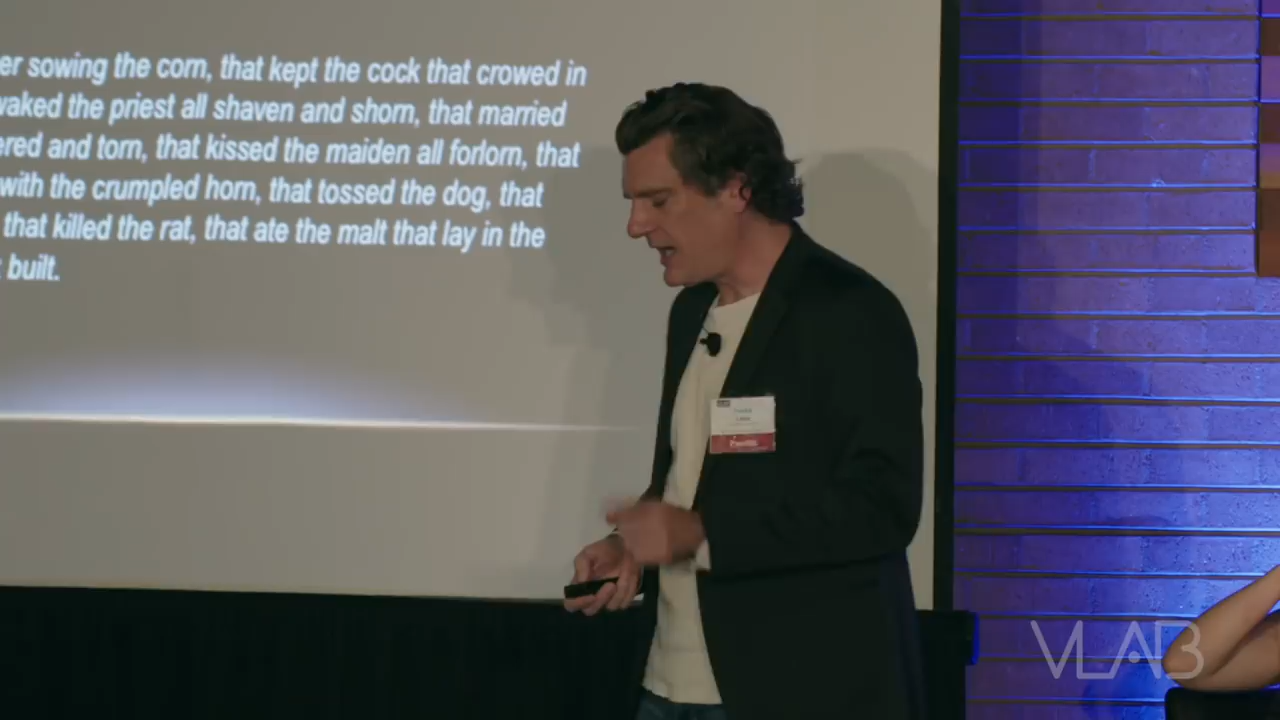 er sowing the corn, that kept the cock that crowed in
waked the priest all shaven and shorn, that married
ered and torn, that kissed the maiden all forlorn, that
with the crumpled horn, that tossed the dog, that
that killed the rat, that ate the malt that lay in the
built.
VLAB